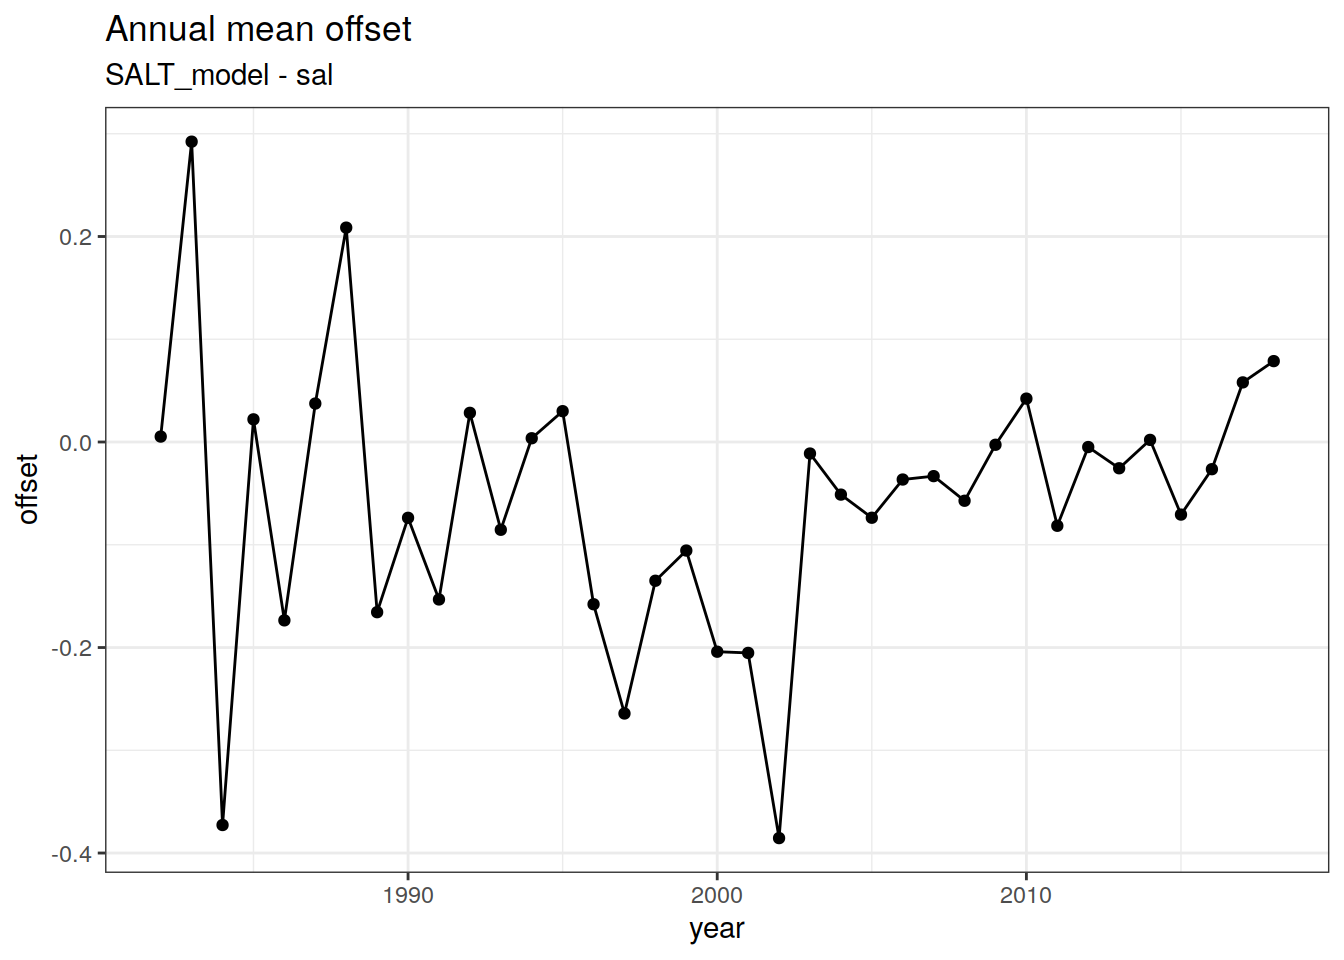 Annual mean offset
SALT_model - sal
0.2
0.0
-0.2
-0.4
offset
1990
2000
2010
year